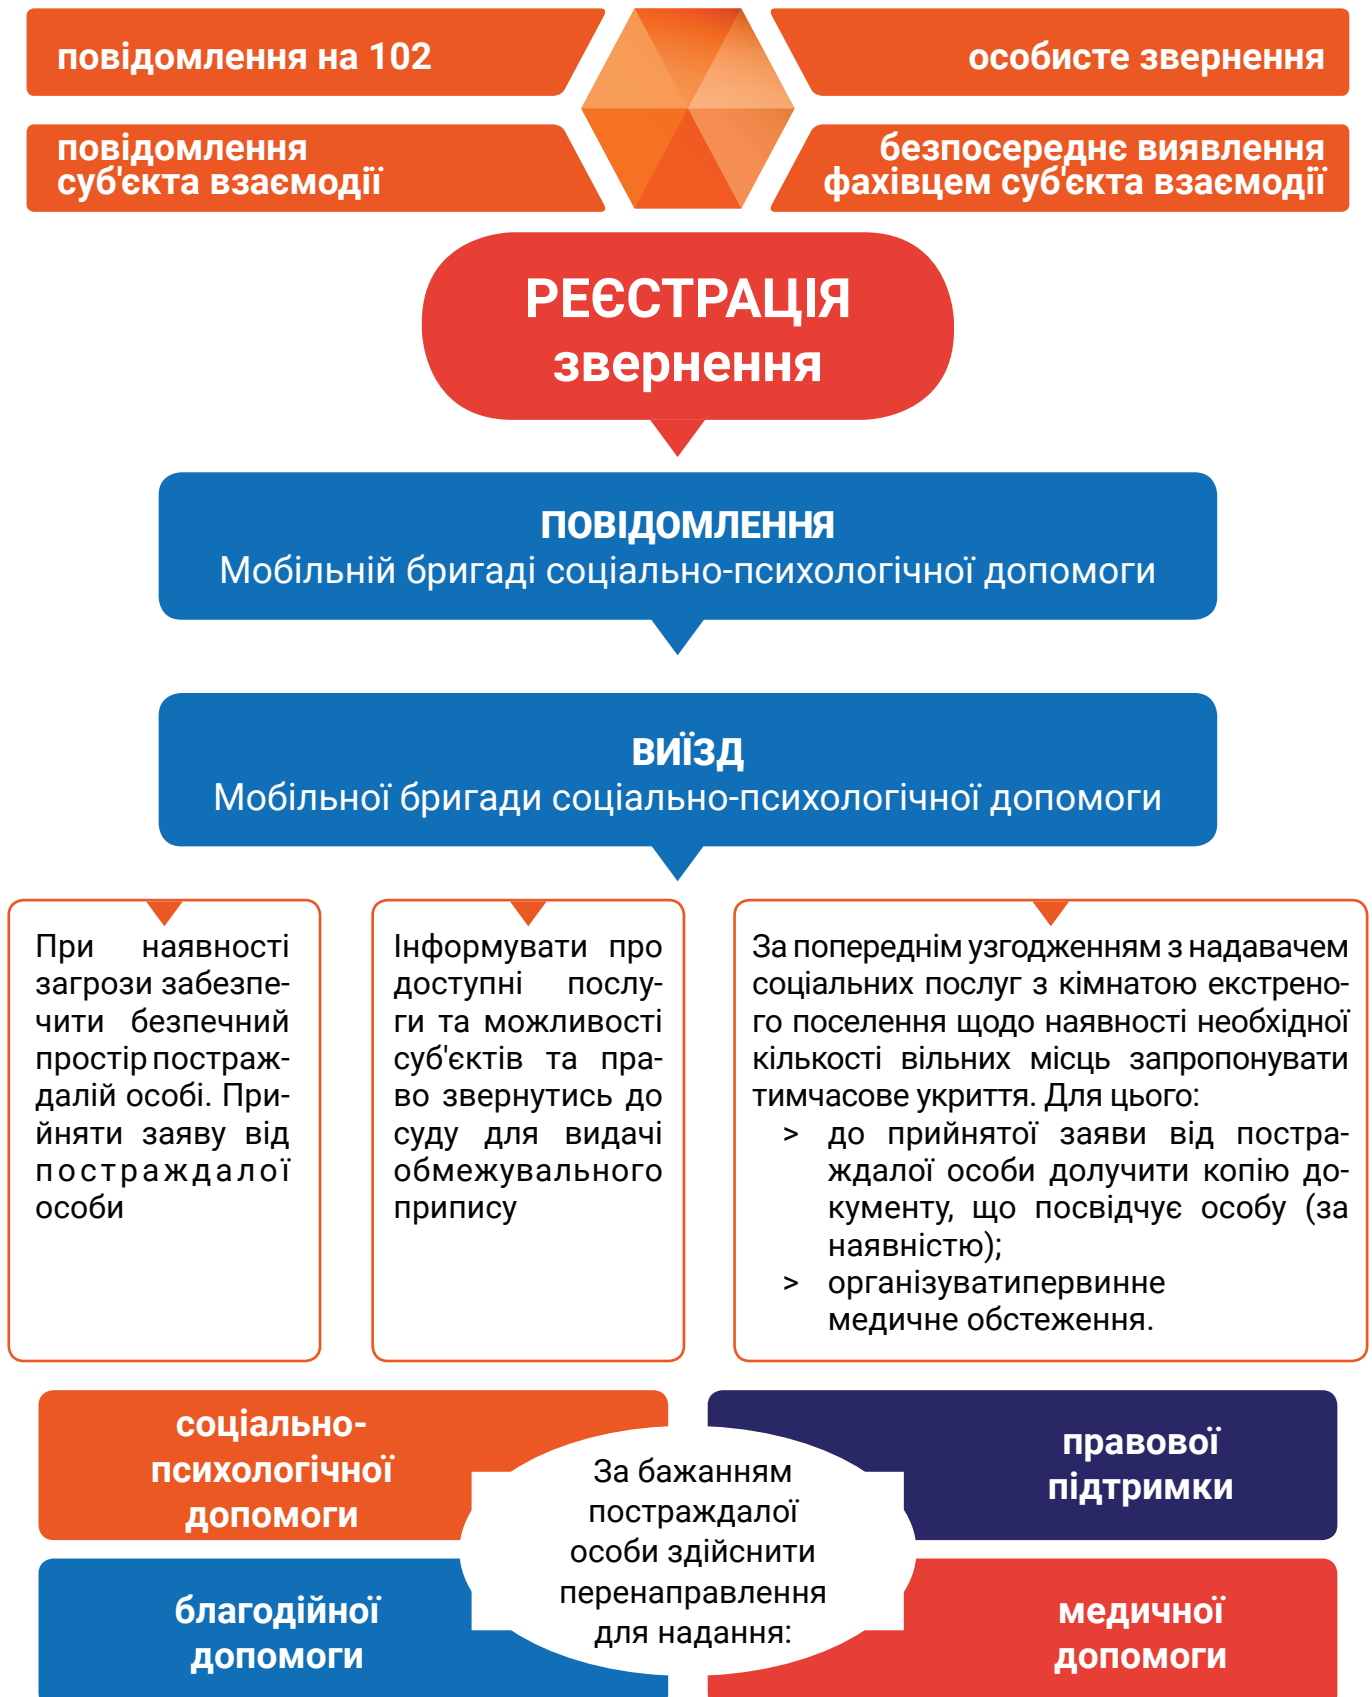 повідомлення на 102
особисте звернення
повідомлення
суб'єкта взаємодії
безпосереднє виявлення
фахівцем суб'єкта взаємодії
РЕЄСТРАЦІЯ
звернення
ПОВІДОМЛЕННЯ
Мобільній бригаді соціально-психологічної допомоги
ВИЇЗД
Мобільної бригади соціально-психологічної допомоги
При наявності
загрози забезпе-
чити безпечний
простір постраж-
далій особі. При-
йняти заяву від
постраждалої
особи
Інформувати про
доступні послу-
ги та можливості
суб'єктів та пра-
во звернутись до
суду для видачі
обмежувального
припису
За попереднім узгодженням з надавачем
соціальних послуг з кімнатою екстрено-
го поселення щодо наявності необхідної
кількості вільних місць запропонувати
тимчасове укриття. Для цього:
> до прийнятої заяви від постра-
ждалої особи долучити копію до-
кументу, що посвідчує особу (за
наявністю);
> організуватипервинне
медичне обстеження.
соціально-
психологічної
допомоги
правової
підтримки
За бажанням
постраждалої
особи здійснити
перенаправлення
для надання:
благодійної
допомоги
медичної
допомоги